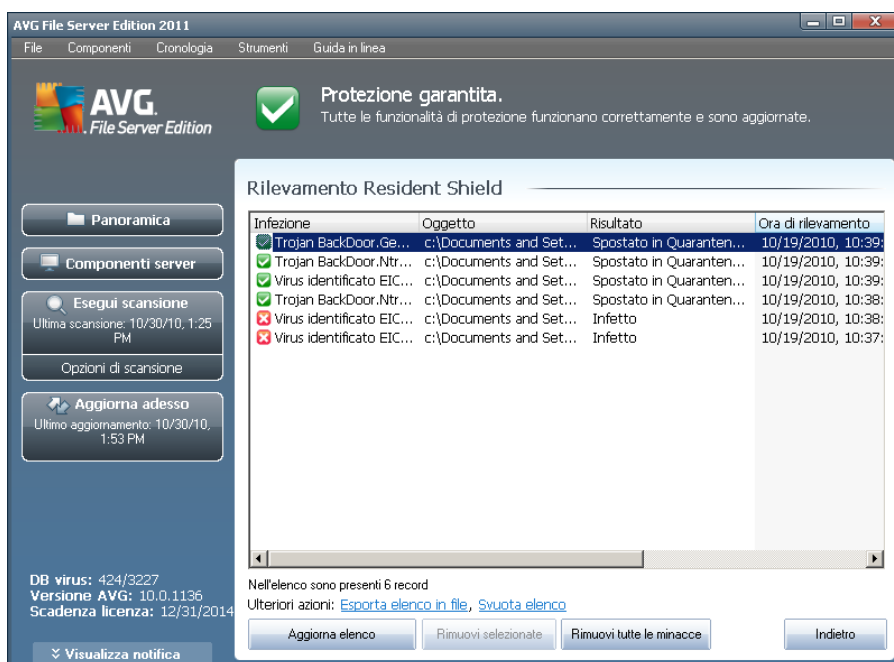 AVG File Server Edition 2011
File Componenti Cronologia Strumenti Guida in linea
AVG.
File Server Edition
Protezione garantita.
Tutte le funzionalità di protezione funzionano correttamente e sono aggiornate.
Panoramica
Componenti server
Esegui scansione
Ultima scansione: 10/30/10, 1:25
PM
Opzioni di scansione
Aggiorna adesso
Ultimo aggiornamento: 10/30/10,
1:53 PM
DB virus: 424/3227
Versione AVG: 10.0.1136
Scadenza licenza: 12/31/2014
Visualizza notifica
Rilevamento Resident Shield
Infezione Oggetto Risultato Ora di rilevamento
Trojan BackDoor.Ge... c:\Documents and Set... Spostato in Quaranten... 10/19/2010, 10:39:
Trojan BackDoor.Ntr... c:\Documents and Set... Spostato in Quaranten... 10/19/2010, 10:39:
Virus identificato EIC... c:\Documents and Set... Spostato in Quaranten... 10/19/2010, 10:39:
Trojan BackDoor.Ntr... c:\Documents and Set... Spostato in Quaranten... 10/19/2010, 10:38:
Virus identificato EIC... c:\Documents and Set... Infetto 10/19/2010, 10:38:
Virus identificato EIC... c:\Documents and Set... Infetto 10/19/2010, 10:37:
Nell'elenco sono presenti 6 record
Ulteriori azioni: Esporta elenco in file, Svuota elenco
Aggiorna elenco Rimuovi selezionate Rimuovi tutte le minacce Indietro